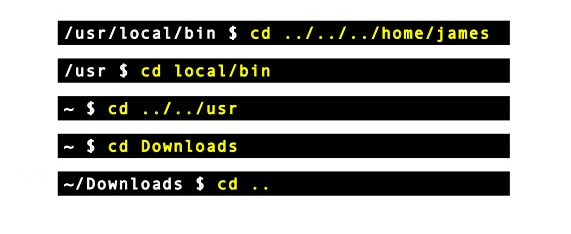 /usr/local/bin $ cd ../../../home/james
/usr $ cd local/bin
~ $ cd ../../usr
~ $ cd Downloads
~/Downloads $ cd ..